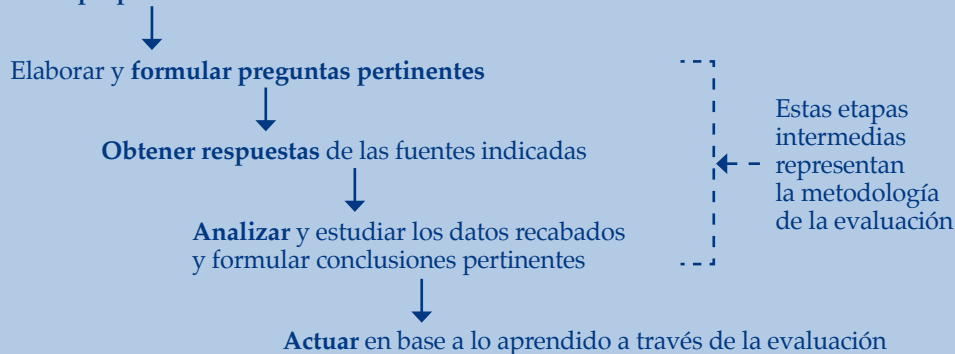 Elaborar y formular preguntas pertinentes
Obtener respuestas de las fuentes indicadas
Analizar y estudiar los datos recabados
y formular conclusiones pertinentes
Actuar en base a lo aprendido a través de la evaluación
Estas etapas
intermedias
representan
la metodología
de la evaluación